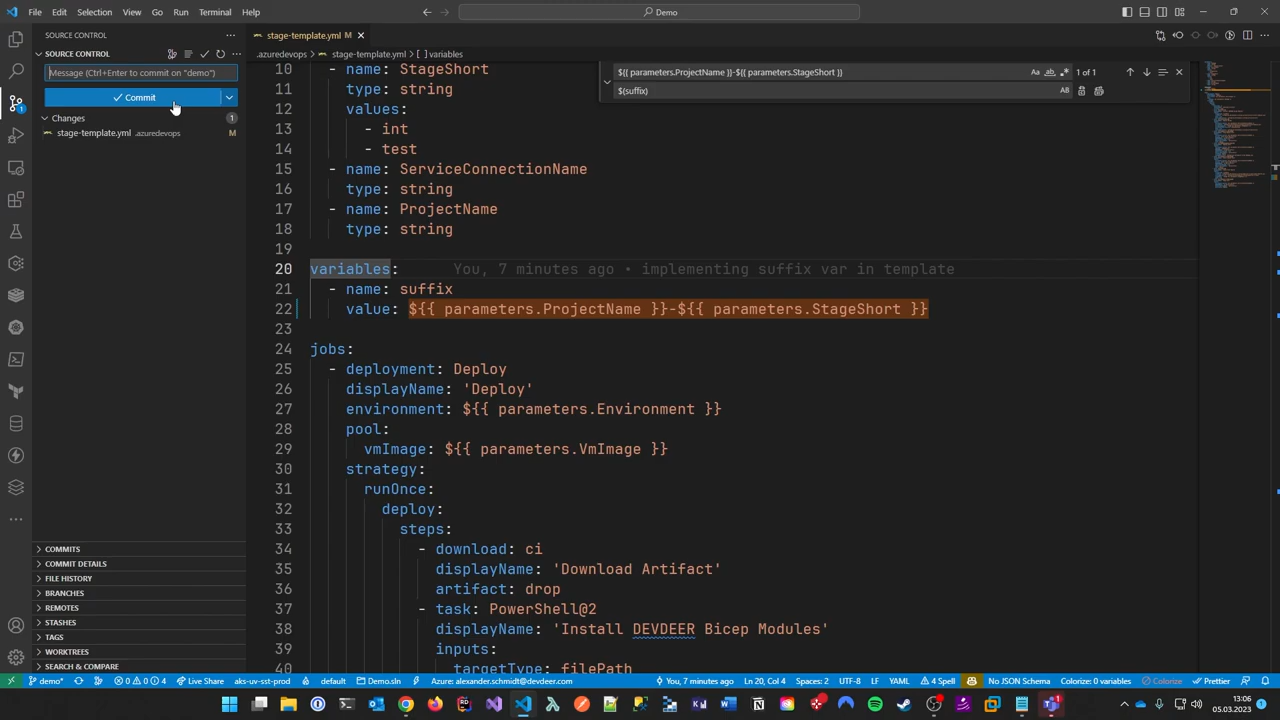 File Edit Selection View Go Run Terminal Help
Demo
SOURCE CONTROL
SOURCE CONTROL
Message (Ctrl+Enter to commit on "demo")
Commit
Changes 1
stage-template.yml .azuredevops M
COMMITS
COMMIT DETAILS
FILE HISTORY
BRANCHES
REMOTES
STASHES
TAGS
WORKTREES
SEARCH & COMPARE
stage-template.yml M
.azuredevops > stage-template.yml > [ ] variables
${{ parameters.ProjectName }}-${{ parameters.StageShort }} Aa ab 1 of 1
$(suffix) AB
10 - name: StageShort
11 type: string
12 values:
13 - int
14 - test
15 - name: ServiceConnectionName
16 type: string
17 - name: ProjectName
18 type: string
19
20 variables: You, 7 minutes ago • implementing suffix var in template
21 - name: suffix
22 value: ${{ parameters.ProjectName }}-${{ parameters.StageShort }}
23
24 jobs:
25 - deployment: Deploy
26 displayName: 'Deploy'
27 environment: ${{ parameters.Environment }}
28 pool:
29 vmImage: ${{ parameters.VmImage }}
30 strategy:
31 runOnce:
32 deploy:
33 steps:
34 - download: ci
35 displayName: 'Download Artifact'
36 artifact: drop
37 - task: PowerShell@2
38 displayName: 'Install DEVDEER Bicep Modules'
39 inputs:
40 targetType: filePath
demo* aks-uv-sst-prod 0 0 4 Live Share default Demo.sln Azure: alexander.schmidt@devdeer.com You, 7 minutes ago Ln 20, Col 4 Spaces: 2 UTF-8 LF YAML 4 Spell No JSON Schema Colorize: 0 variables Colorize Prettier
13:06
05.03.2023